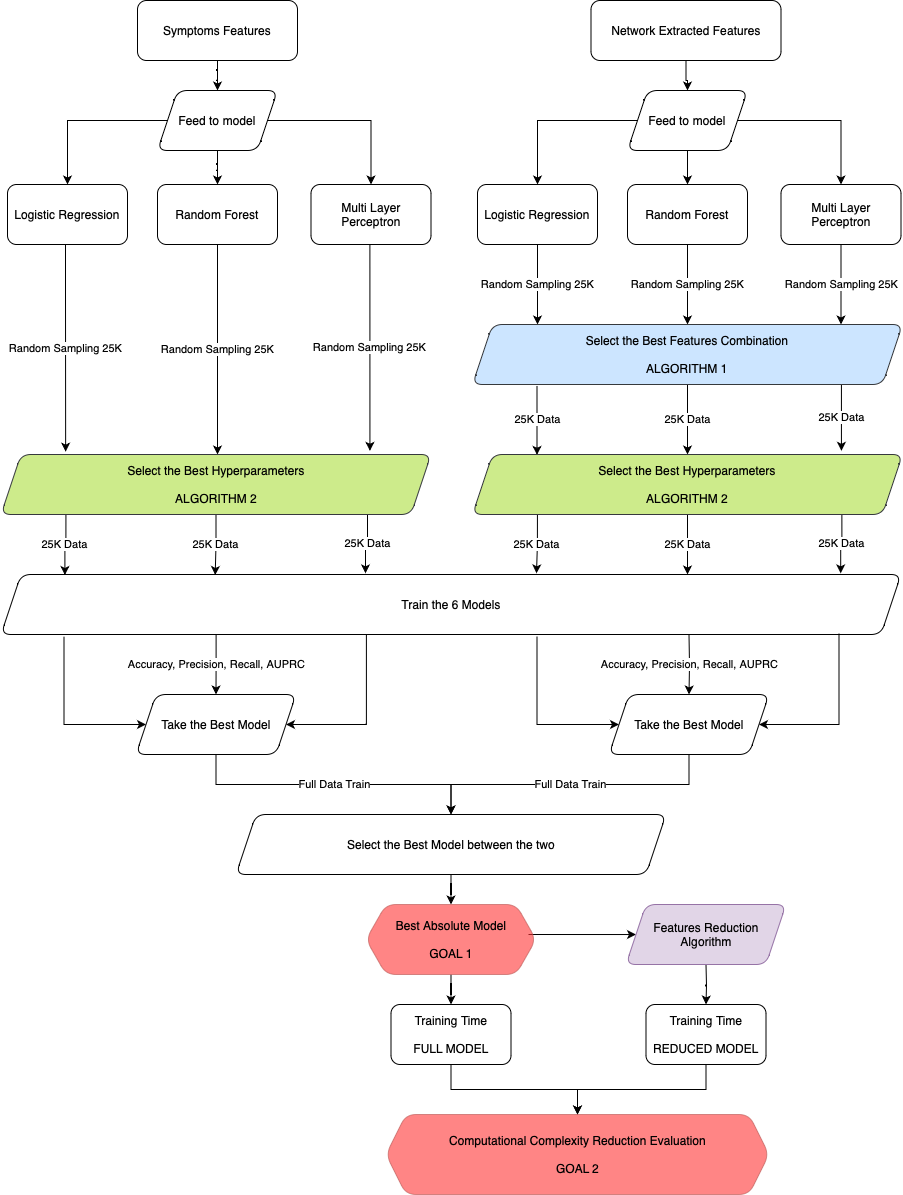 Symptoms Features
Network Extracted Features
Feed to model
Feed to model
Logistic Regression
Random Forest
Multi Layer
Perceptron
Logistic Regression
Random Forest
Multi Layer
Perceptron
Random Sampling 25K
Random Sampling 25K
Random Sampling 25K
Random Sampling 25K
Random Sampling 25K
Random Sampling 25K
Select the Best Features Combination
ALGORITHM 1
25K Data
25K Data
25K Data
Select the Best Hyperparameters
ALGORITHM 2
Select the Best Hyperparameters
ALGORITHM 2
25K Data
25K Data
25K Data
25K Data
25K Data
25K Data
Train the 6 Models
Accuracy, Precision, Recall, AUPRC
Accuracy, Precision, Recall, AUPRC
Take the Best Model
Take the Best Model
Full Data Train
Full Data Train
Select the Best Model between the two
Best Absolute Model
GOAL 1
Features Reduction
Algorithm
Training Time
FULL MODEL
Training Time
REDUCED MODEL
Computational Complexity Reduction Evaluation
GOAL 2